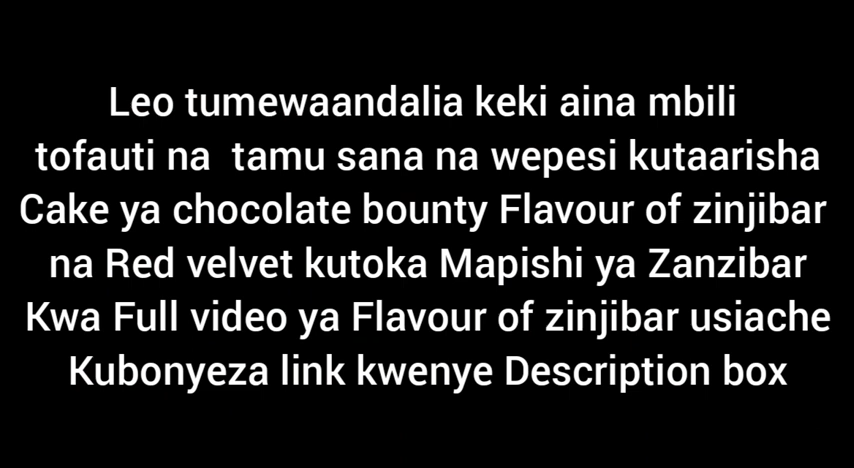 Leo tumewaandalia keki aina mbili
tofauti na tamu sana na wepesi kutaarisha
Cake ya chocolate bounty Flavour of zinjibar
na Red velvet kutoka Mapishi ya Zanzibar
Kwa Full video ya Flavour of zinjibar usiache
Kubonyeza link kwenye Description box